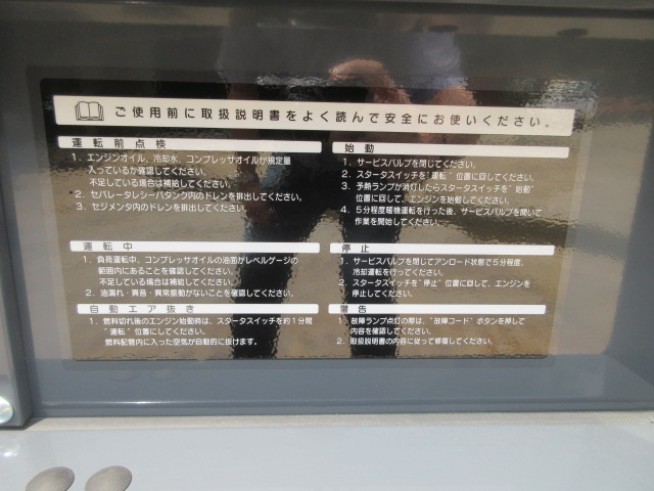 ご使用前に取扱説明書をよく読んで安全にお使いください。
運転前点検
1. エンジンオイル、冷却水、コンプレッサオイルが規定量
入っているか確認してください。
不足している場合は補給してください。
2. セパレータレシーバタンク内のドレンを排出してください。
3. セジメンタ内のドレンを排出してください。
運転中
1. 負荷運転中、コンプレッサオイルの油面がレベルゲージの
範囲内にあることを確認してください。
不足している場合は補給してください。
2. 油漏れ・異音・異常振動がないことを確認してください。
自動エア抜き
1. 燃料切れ後のエンジン始動時は、スタータスイッチを約1分間
"運転"位置にしてください。
燃料配管内に入った空気が自動的に抜けます。
始動
1. サービスバルブを閉じてください。
2. スタータスイッチを"運転"位置に回してください。
3. 予熱ランプが消灯したらスタータスイッチを"始動"
位置に回して、エンジンを始動してください。
4. 5分程度暖機運転を行った後、サービスバルブを開いて
作業を開始してください。
停止
1. サービスバルブを閉じてアンロード状態で5分程度、
冷却運転を行ってください。
2. スタータスイッチを"停止"位置に回して、エンジンを
停止してください。
警告
1. 故障ランプ点灯の際は、"故障コード"ボタンを押して
内容を確認してください。
2. 取扱説明書の内容に従って修理してください。